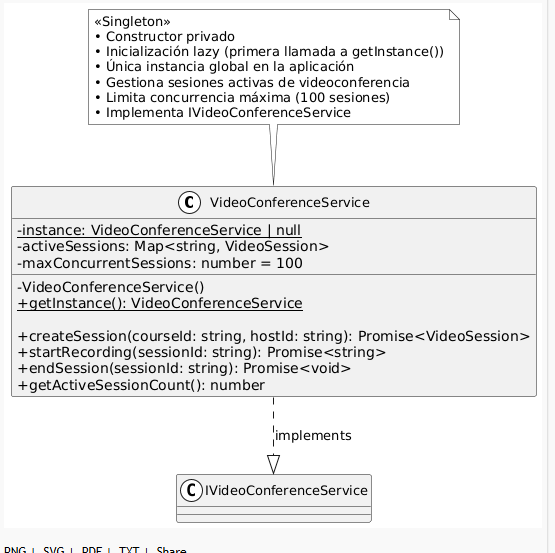 «Singleton»
• Constructor privado
• Inicialización lazy (primera llamada a getInstance())
• Única instancia global en la aplicación
• Gestiona sesiones activas de videoconferencia
• Limita concurrencia máxima (100 sesiones)
• Implementa IVideoConferenceService
C VideoConferenceService
-instance: VideoConferenceService | null
-activeSessions: Map<string, VideoSession>
-maxConcurrentSessions: number = 100
-VideoConferenceService()
+getInstance(): VideoConferenceService
+createSession(courseId: string, hostId: string): Promise<VideoSession>
+startRecording(sessionId: string): Promise<string>
+endSession(sessionId: string): Promise<void>
+getActiveSessionCount(): number
implements
C IVideoConferenceService
PNG | SVG | PDF | TXT | Share